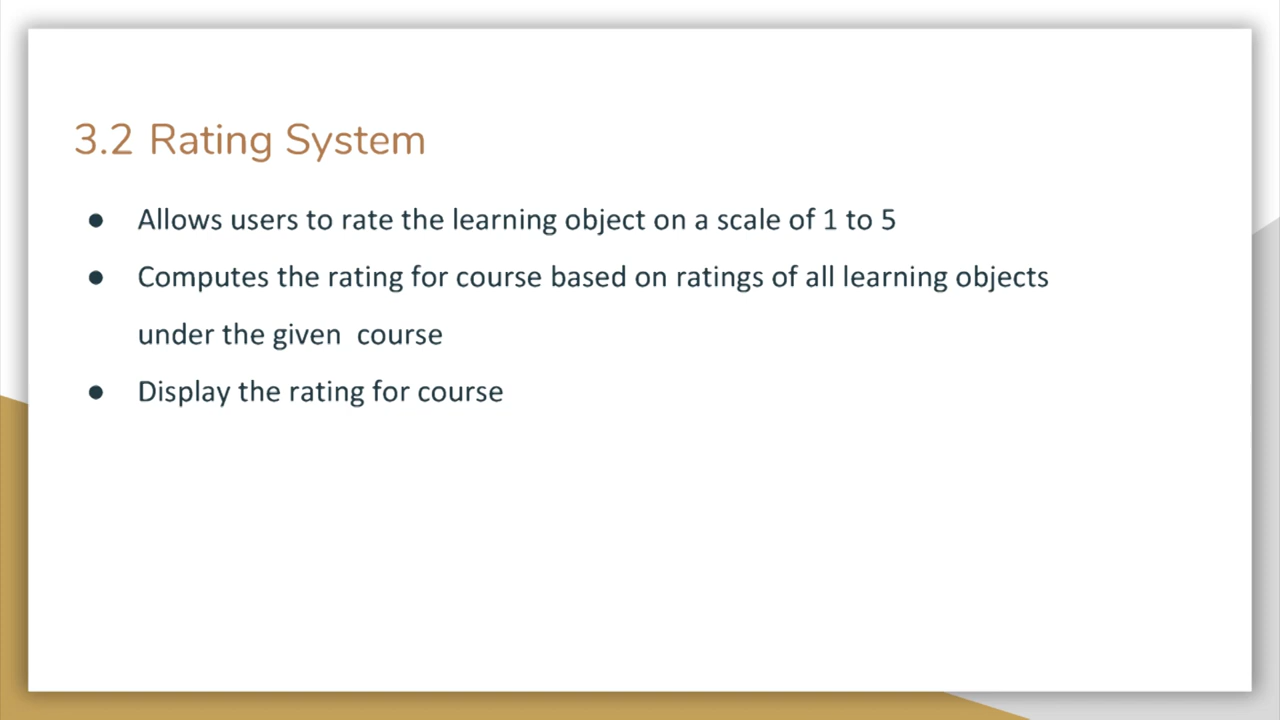 3.2 Rating System
● Allows users to rate the learning object on a scale of 1 to 5
● Computes the rating for course based on ratings of all learning objects
under the given  course
● Display the rating for course